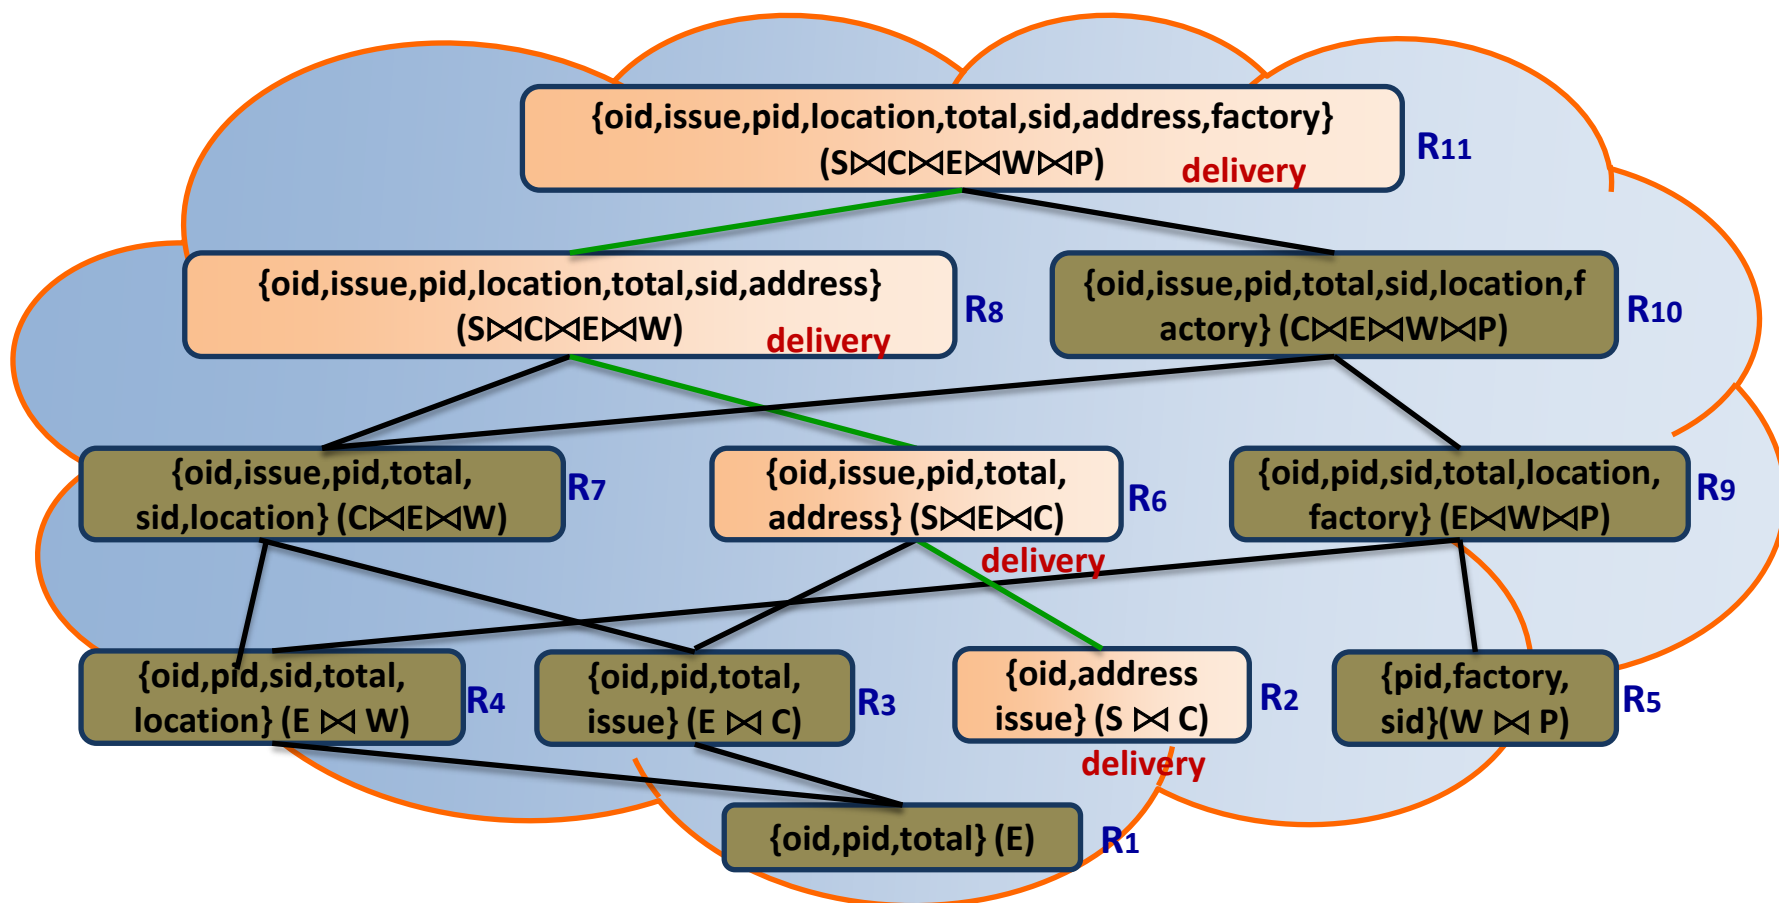 {oid,issue,pid,location,total,sid,address,factory}
(S⋈C⋈E⋈W⋈P)
delivery
R11
{oid,issue,pid,location,total,sid,address}
(S⋈C⋈E⋈W)
delivery
R8
{oid,issue,pid,total,sid,location,f
actory} (C⋈E⋈W⋈P)
R10
{oid,issue,pid,total,
sid,location} (C⋈E⋈W)
R7
{oid,issue,pid,total,
address} (S⋈E⋈C)
delivery
R6
{oid,pid,sid,total,location,
factory} (E⋈W⋈P)
R9
{oid,pid,sid,total,
location} (E ⋈ W)
R4
{oid,pid,total,
issue} (E ⋈ C)
R3
{oid,address
issue} (S ⋈ C)
delivery
R2
{pid,factory,
sid}(W ⋈ P)
R5
{oid,pid,total} (E)
R1